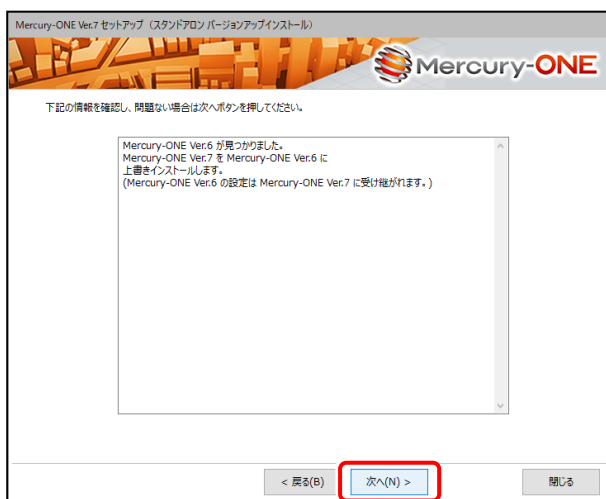 Mercury-ONE Ver.7 セットアップ（スタンドアロン バージョンアップインストール）
Mercury-ONE
下記の情報を確認し、問題ない場合は次へボタンを押してください。
Mercury-ONE Ver.6 が見つかりました。
Mercury-ONE Ver.7 を Mercury-ONE Ver.6 に
上書きインストールします。
(Mercury-ONE Ver.6 の設定は Mercury-ONE Ver.7 に受け継がれます。)
< 戻る(B)
次へ(N) >
閉じる